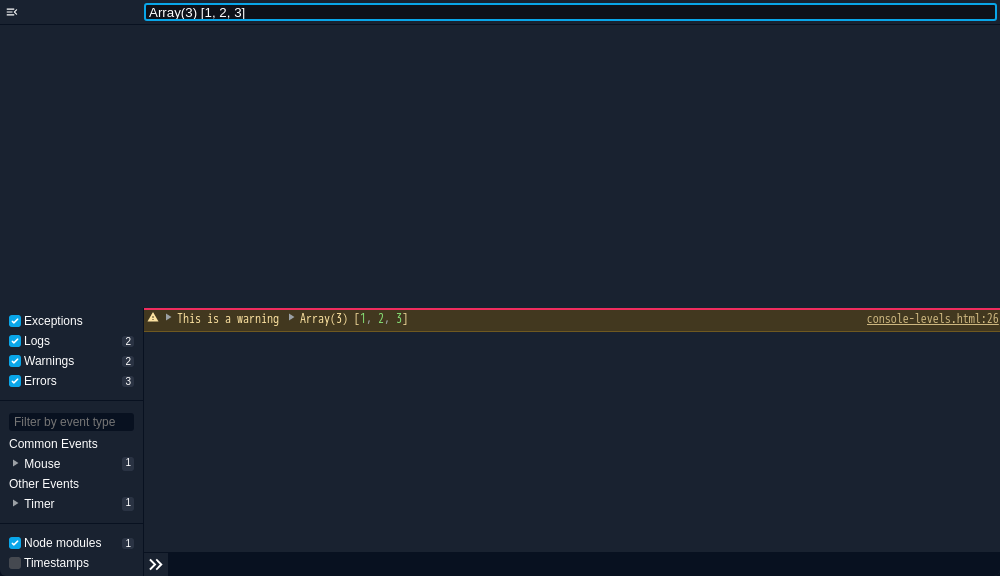 Array(3) [1, 2, 3]
Exceptions
Logs 2
Warnings 2
Errors 3
Filter by event type
Common Events
Mouse 1
Other Events
Timer 1
Node modules 1
Timestamps
This is a warning Array(3) [1, 2, 3] console-levels.html:26